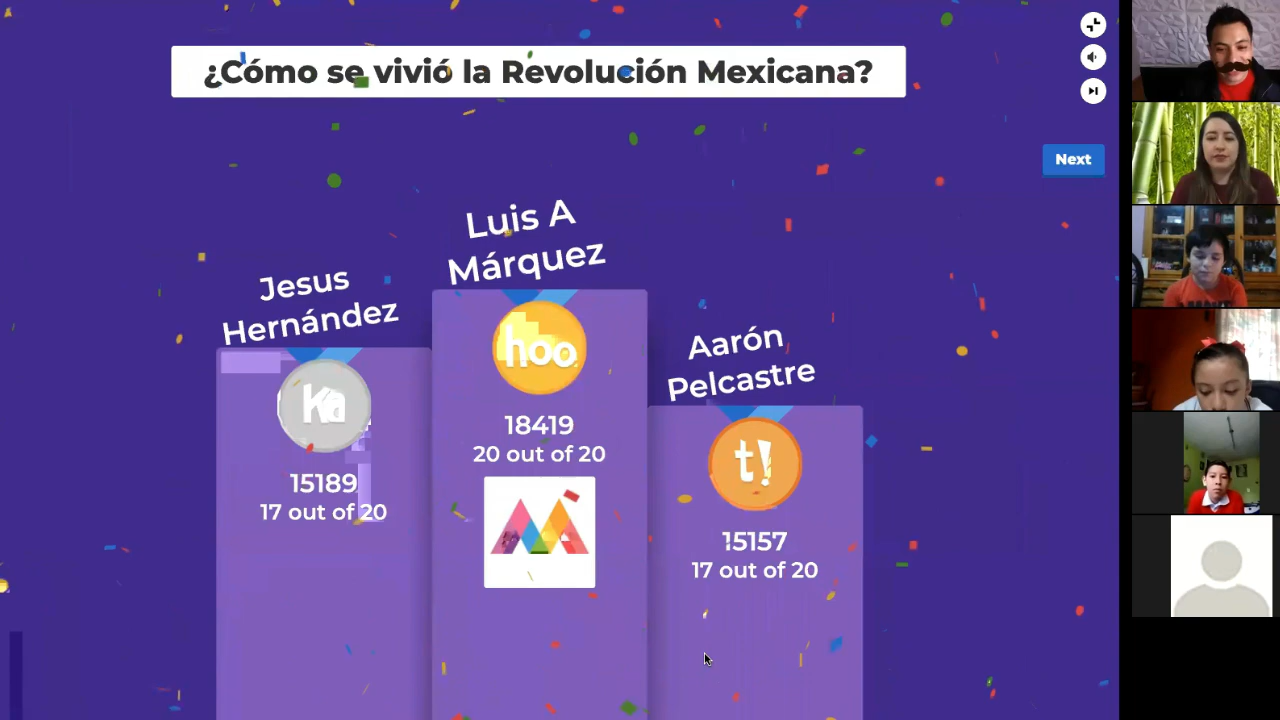 ¿Cómo se vivió la Revolución Mexicana?
Next
Luis A
Márquez
Jesus
Hernández
Aarón
Pelcastre
hoo
18419
20 out of 20
Ka
15189
17 out of 20
t!
15157
17 out of 20